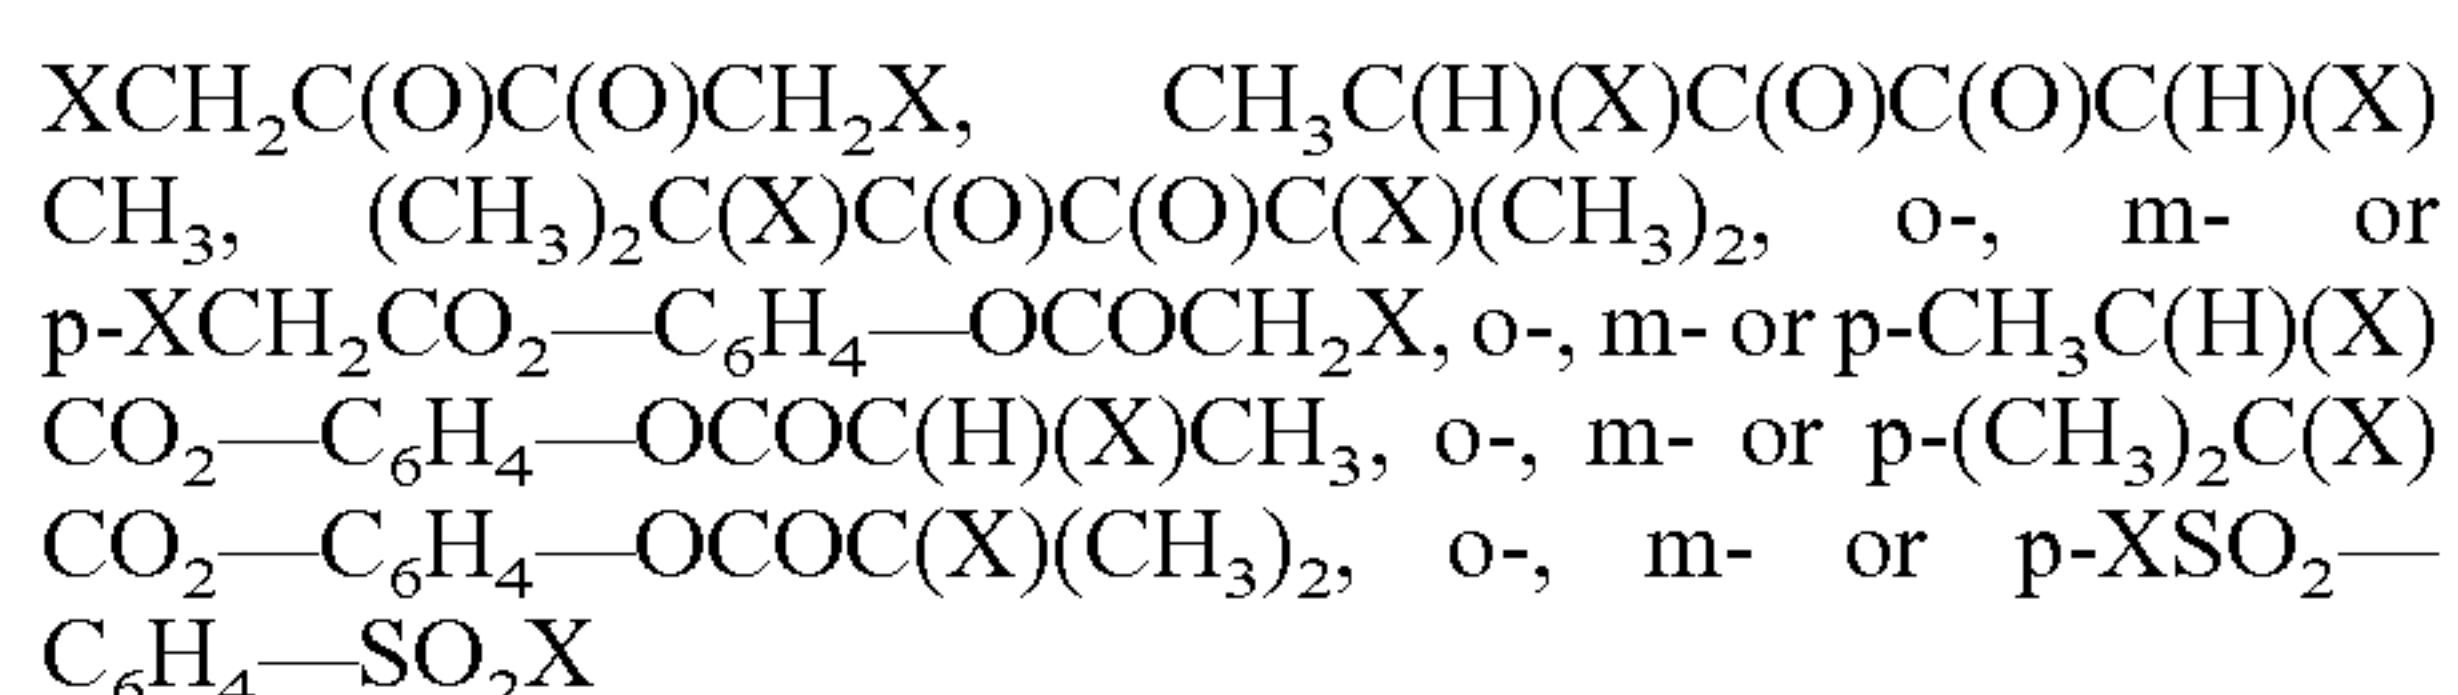 XCH₂C(O)C(O)CH₂X, CH₃C(H)(X)C(O)C(O)C(H)(X)
CH₃, (CH₃)₂C(X)C(O)C(O)C(X)(CH₃)₂, o-, m- or
p-XCH₂CO₂—C₆H₄—OCOCH₂X, o-, m- or p-CH₃C(H)(X)
CO₂—C₆H₄—OCOC(H)(X)CH₃, o-, m- or p-(CH₃)₂C(X)
CO₂—C₆H₄—OCOC(X)(CH₃)₂, o-, m- or p-XSO₂—
C₆H₄—SO₂X